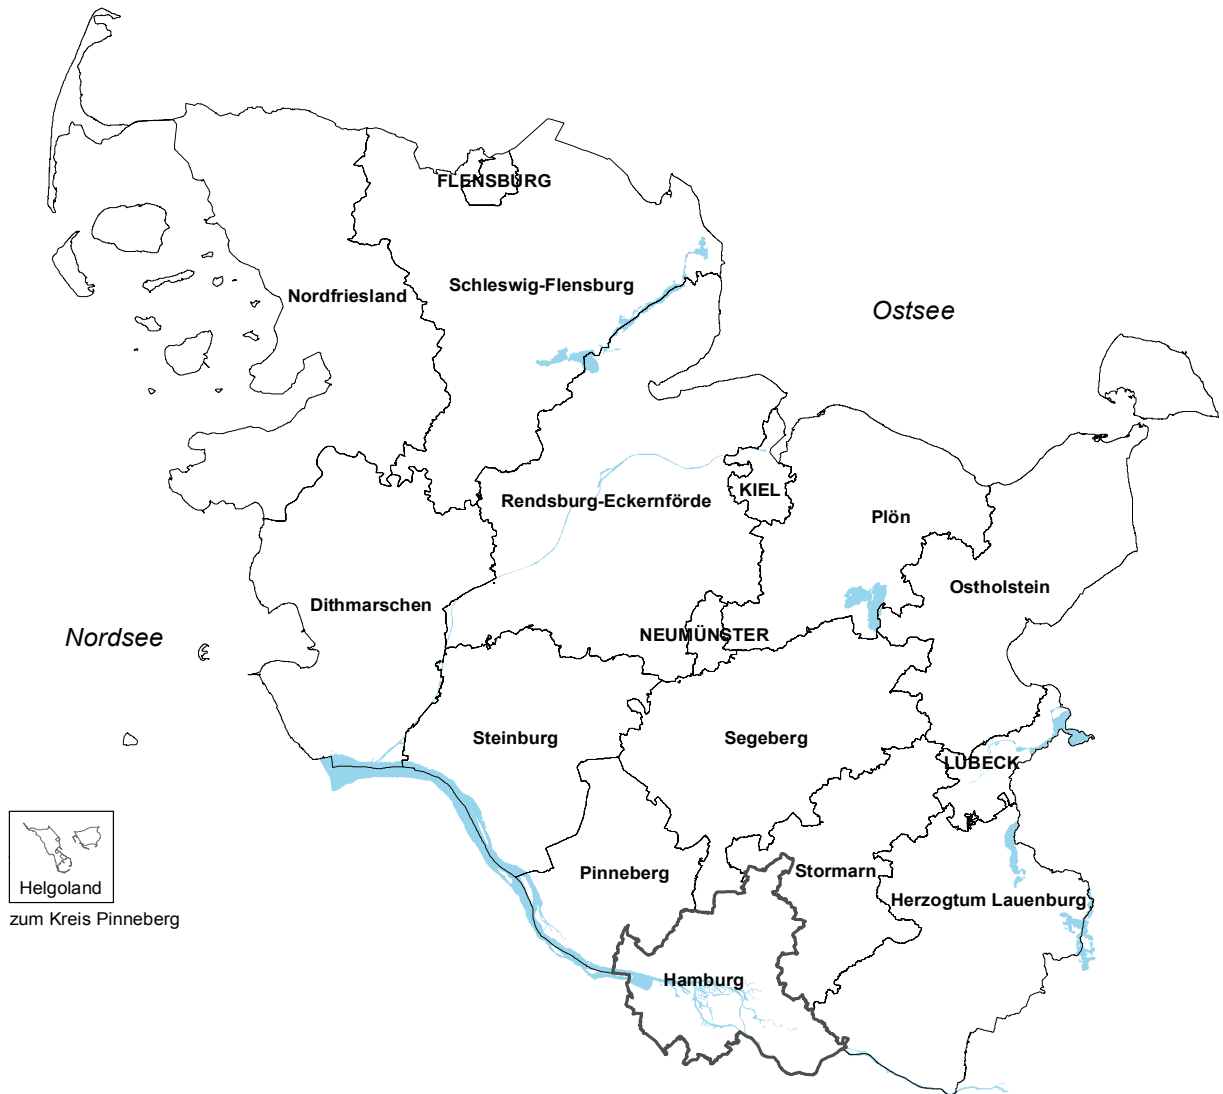 FLENSBURG
Schleswig-Flensburg
Nordfriesland
Ostsee
KIEL
Rendsburg-Eckernförde
Plön
Ostholstein
Dithmarschen
Nordsee
NEUMÜNSTER
Steinburg
Segeberg
LÜBECK
Pinneberg
Stormarn
Helgoland
Herzogtum Lauenburg
zum Kreis Pinneberg
Hamburg